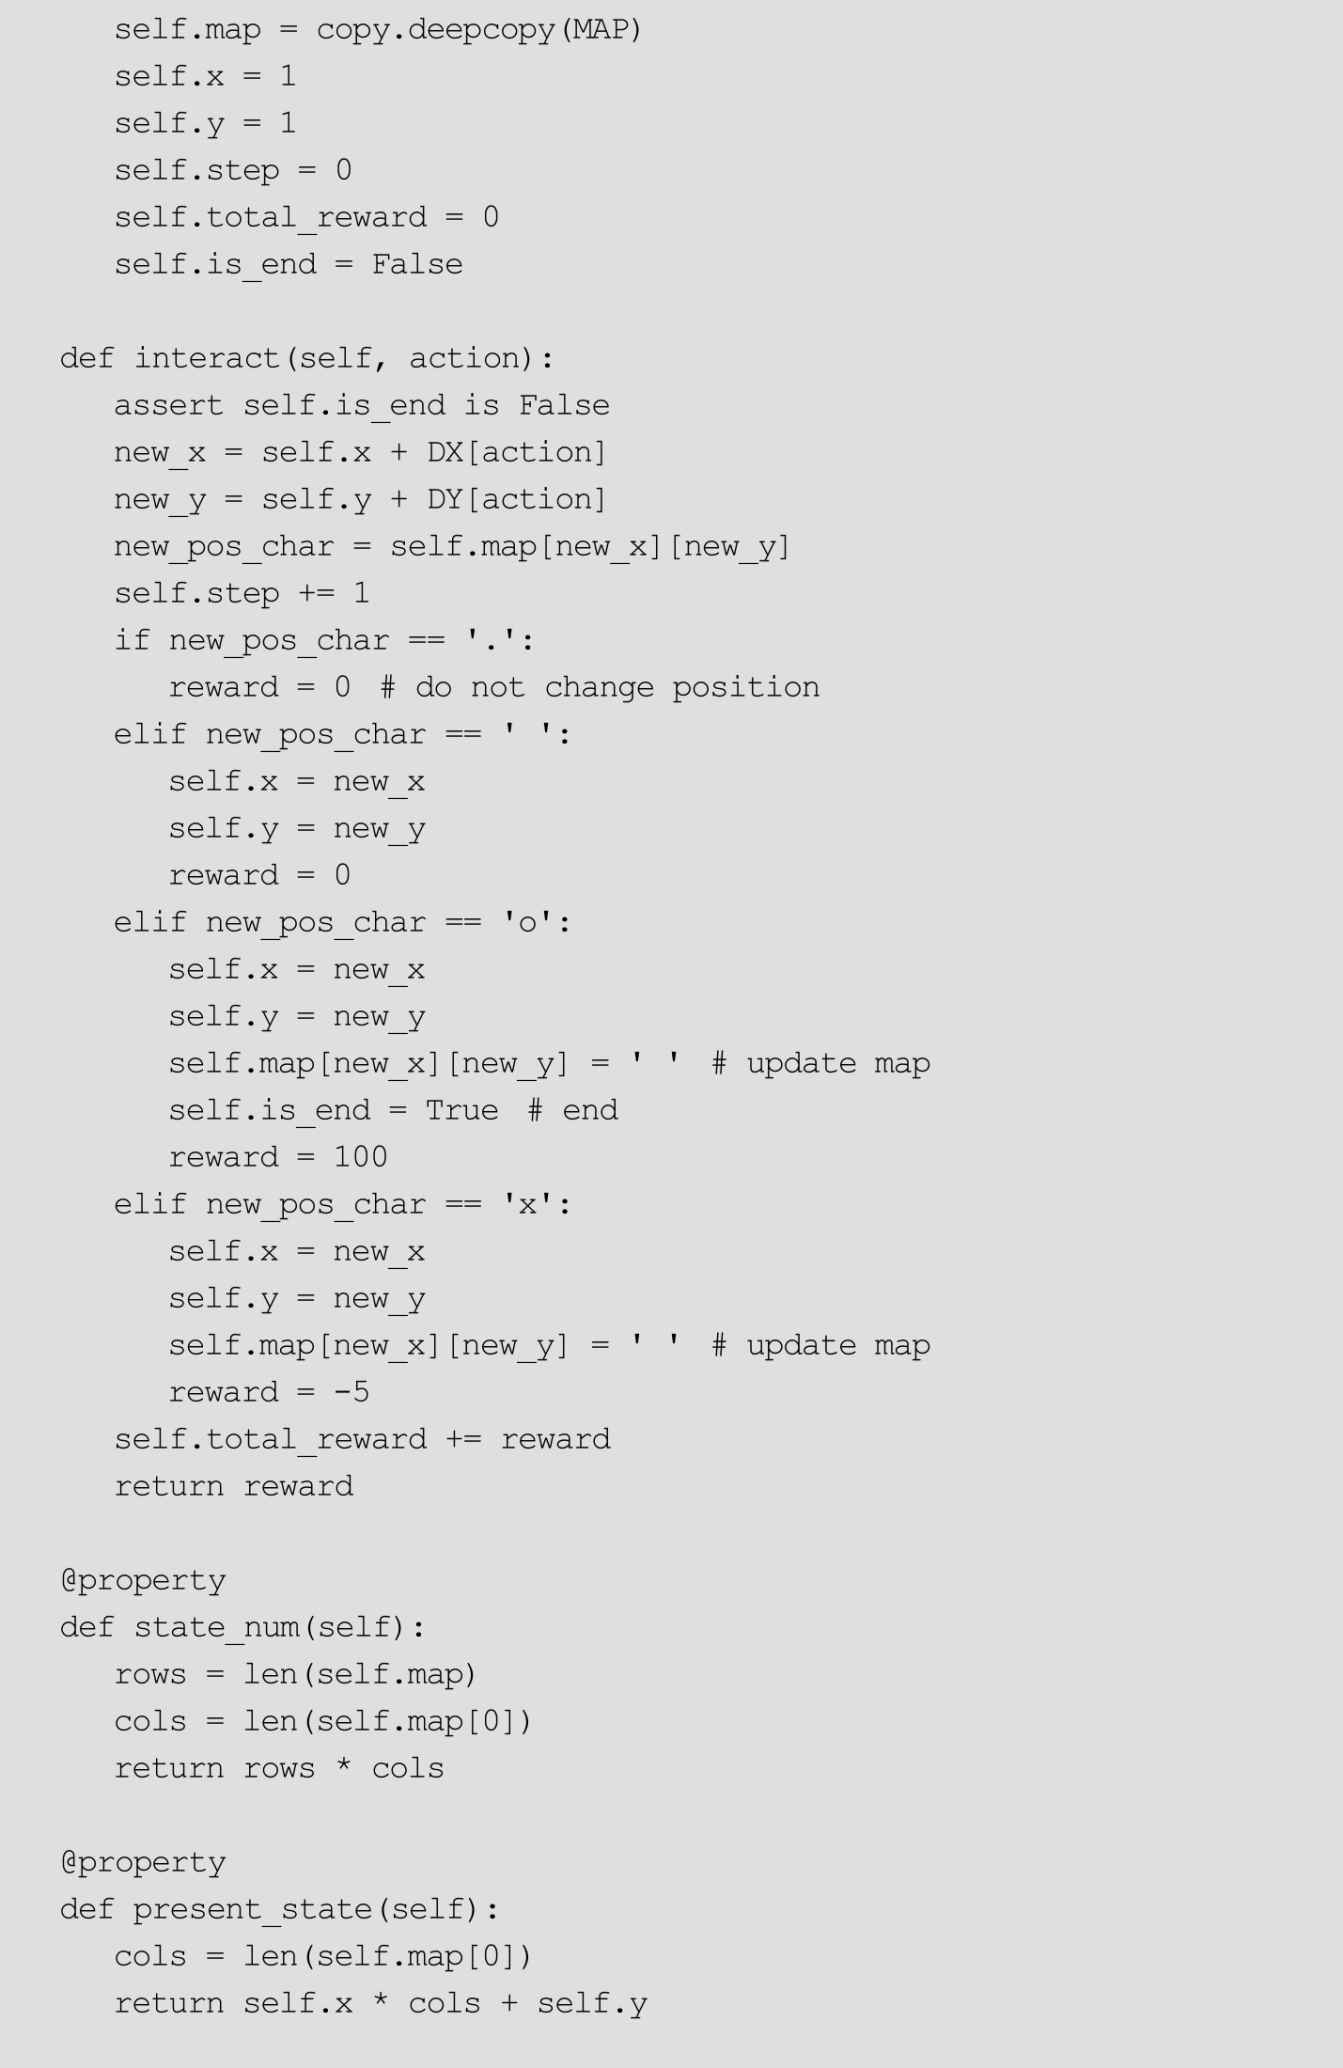 self.map = copy.deepcopy(MAP)
      self.x = 1
      self.y = 1
      self.step = 0
      self.total_reward = 0
      self.is_end = False

   def interact(self, action):
      assert self.is_end is False
      new_x = self.x + DX[action]
      new_y = self.y + DY[action]
      new_pos_char = self.map[new_x][new_y]
      self.step += 1
      if new_pos_char == '.':
         reward = 0 # do not change position
      elif new_pos_char == ' ':
         self.x = new_x
         self.y = new_y
         reward = 0
      elif new_pos_char == 'o':
         self.x = new_x
         self.y = new_y
         self.map[new_x][new_y] = ' ' # update map
         self.is_end = True # end
         reward = 100
      elif new_pos_char == 'x':
         self.x = new_x
         self.y = new_y
         self.map[new_x][new_y] = ' ' # update map
         reward = -5
      self.total_reward += reward
      return reward

   @property
   def state_num(self):
      rows = len(self.map)
      cols = len(self.map[0])
      return rows * cols

   @property
   def present_state(self):
      cols = len(self.map[0])
      return self.x * cols + self.y